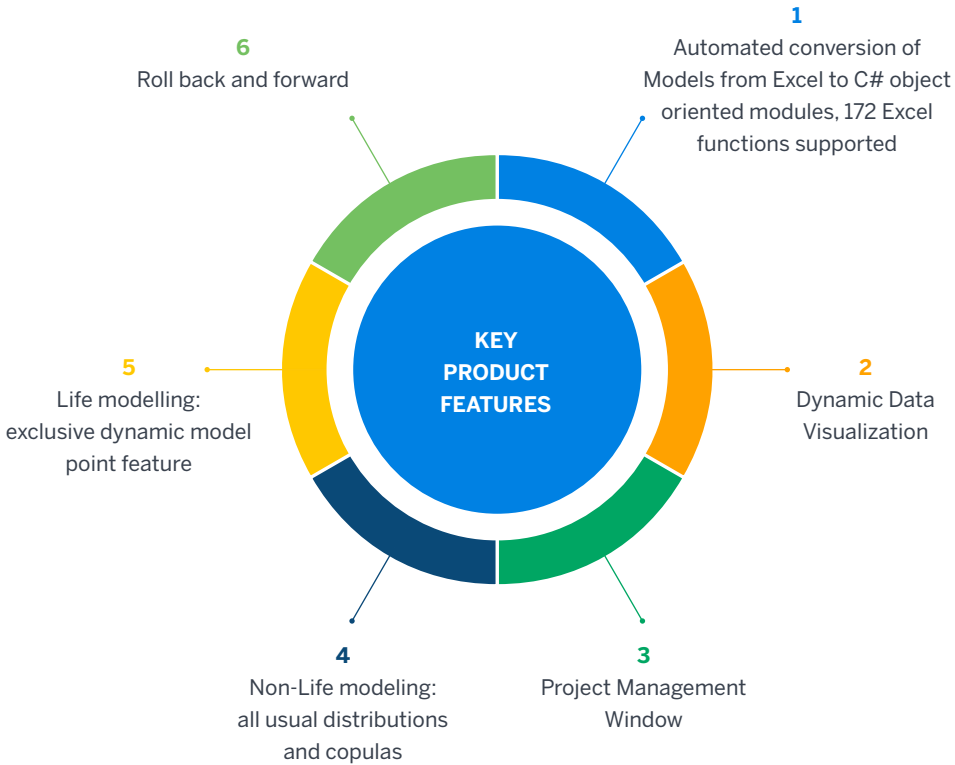 KEY
PRODUCT
FEATURES
1
Automated conversion of
Models from Excel to C# object
oriented modules, 172 Excel
functions supported
2
Dynamic Data
Visualization
3
Project Management
Window
4
Non-Life modeling:
all usual distributions
and copulas
5
Life modelling:
exclusive dynamic model
point feature
6
Roll back and forward